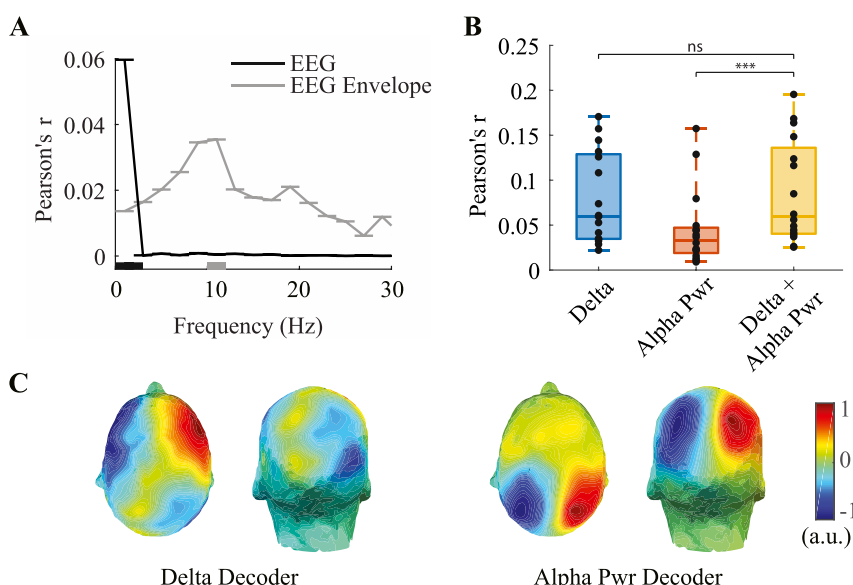 A
0.06
0.04
0.02
0
Pearson's r
EEG
EEG Envelope
0
10
20
30
Frequency (Hz)
B
0.25
0.2
0.15
0.1
0.05
0
Pearson's r
ns
***
Delta
Alpha Pwr
Delta +
Alpha Pwr
C
Delta Decoder
Alpha Pwr Decoder
1
0
-1
(a.u.)